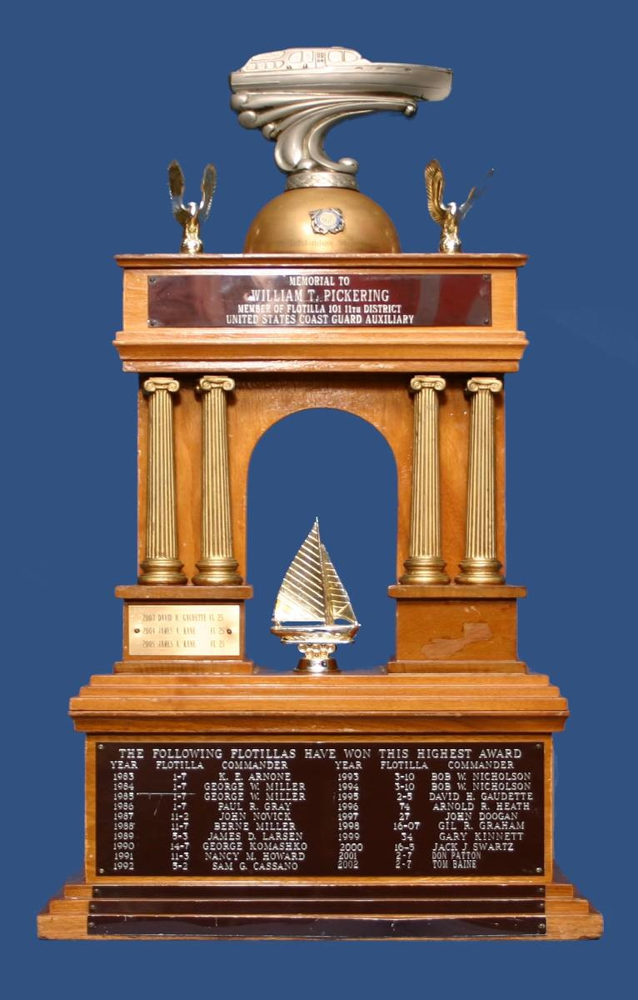 MEMORIAL TO
WILLIAM T. PICKERING
MEMBER OF FLOTILLA 101 11TH DISTRICT
UNITED STATES COAST GUARD AUXILIARY
2003 DAVID H. GAUDETTE FL-25
2004 JAMES A. KANE FL-25
2005 JAMES A. KANE FL-25
THE FOLLOWING FLOTILLAS HAVE WON THIS HIGHEST AWARD
YEAR FLOTILLA COMMANDER YEAR FLOTILLA COMMANDER
1983 1-7 K. E. ARNONE 1993 3-10 BOB W. NICHOLSON
1984 1-7 GEORGE W. MILLER 1994 3-10 BOB W. NICHOLSON
1985 1-7 GEORGE W. MILLER 1995 2-5 DAVID H. GAUDETTE
1986 1-7 PAUL R. GRAY 1996 74 ARNOLD R. HEATH
1987 11-2 JOHN NOVICK 1997 27 JOHN DOOGAN
1988 11-7 BERNE MILLER 1998 16-07 GIL R. GRAHAM
1989 5-3 JAMES D. LARSEN 1999 34 GARY KINNETT
1990 14-7 GEORGE KOMASHKO 2000 16-5 JACK J. SWARTZ
1991 11-3 NANCY M. HOWARD 2001 2-7 DON PATTON
1992 5-2 SAM G. CASSANO 2002 2-7 TOM BAINE